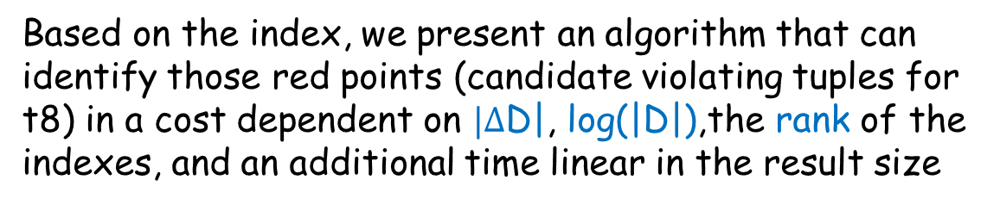 Based on the index, we present an algorithm that can
identify those red points (candidate violating tuples for
t8) in a cost dependent on |ΔD|, log(|D|),the rank of the
indexes, and an additional time linear in the result size